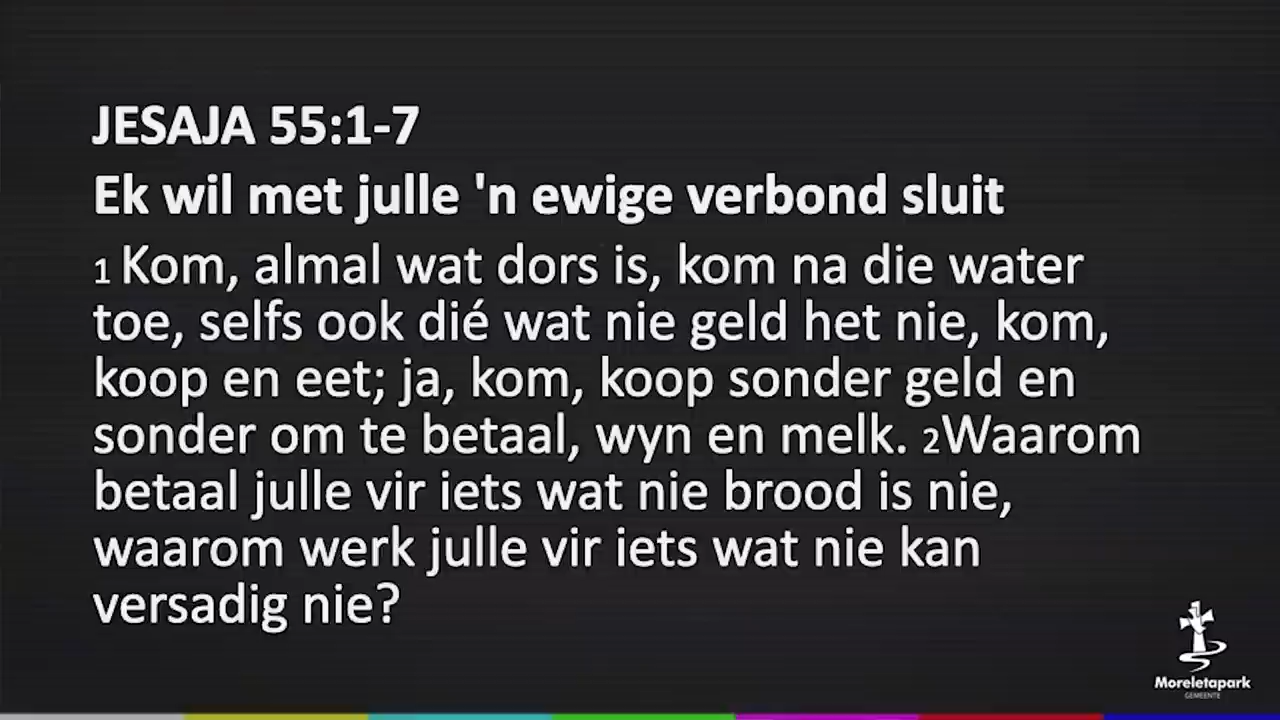 JESAJA 55:1-7
Ek wil met julle 'n ewige verbond sluit
1 Kom, almal wat dors is, kom na die water
toe, selfs ook dié wat nie geld het nie, kom,
koop en eet; ja, kom, koop sonder geld en
sonder om te betaal, wyn en melk. 2Waarom
betaal julle vir iets wat nie brood is nie,
waarom werk julle vir iets wat nie kan
versadig nie?
Moreletapark
GEMEENTE